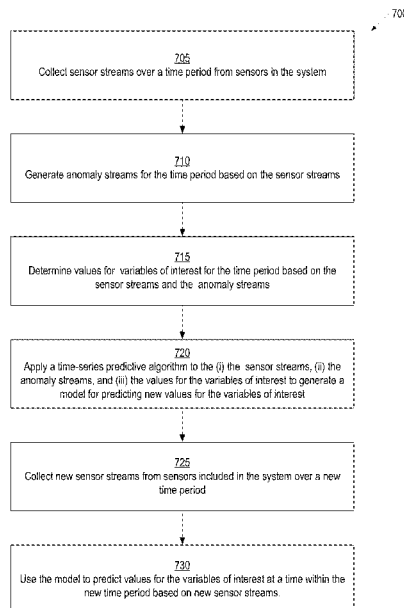 700
705
Collect sensor streams over a time period from sensors in the system
710
Generate anomaly streams for the time period based on the sensor streams
715
Determine values for variables of interest for the time period based on the
sensor streams and the anomaly streams
720
Apply a time-series predictive algorithm to the (i) the sensor streams, (ii) the
anomaly streams, and (iii) the values for the variables of interest to generate a
model for predicting new values for the variables of interest
725
Collect new sensor streams from sensors included in the system over a new
time period
730
Use the model to predict values for the variables of interest at a time within the
new time period based on new sensor streams.